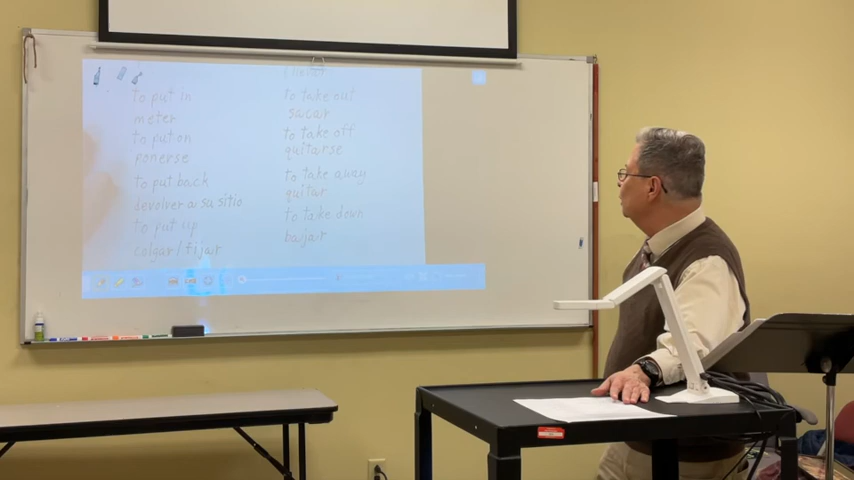 to put in
meter
to put on
ponerse
to put back
devolver a su sitio
to put up
colgar/fijar
llevar
to take out
sacar
to take off
quitarse
to take away
quitar
to take down
bajar